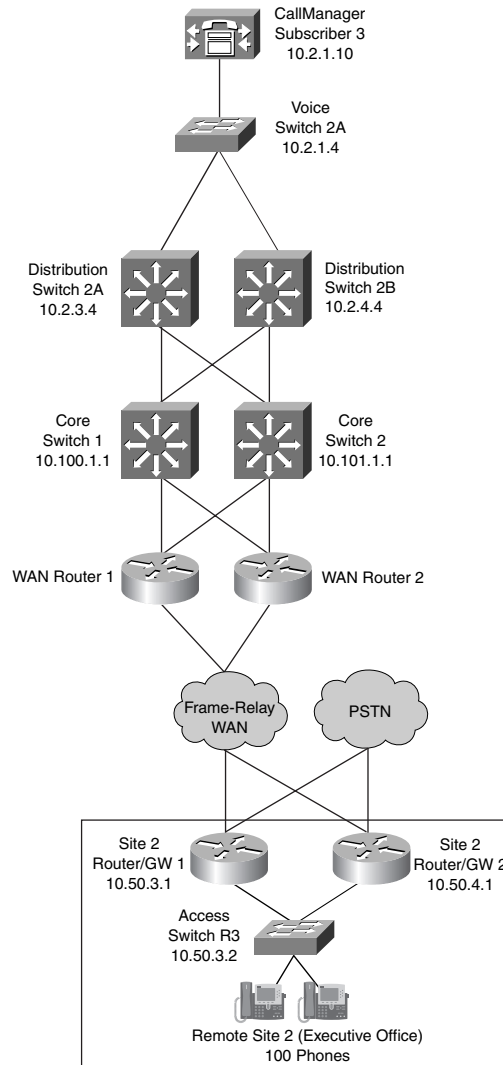 CallManager
Subscriber 3
10.2.1.10
Voice
Switch 2A
10.2.1.4
Distribution
Switch 2A
10.2.3.4
Distribution
Switch 2B
10.2.4.4
Core
Switch 1
10.100.1.1
Core
Switch 2
10.101.1.1
WAN Router 1
WAN Router 2
Frame-Relay
WAN
PSTN
Site 2
Router/GW 1
10.50.3.1
Site 2
Router/GW 2
10.50.4.1
Access
Switch R3
10.50.3.2
Remote Site 2 (Executive Office)
100 Phones